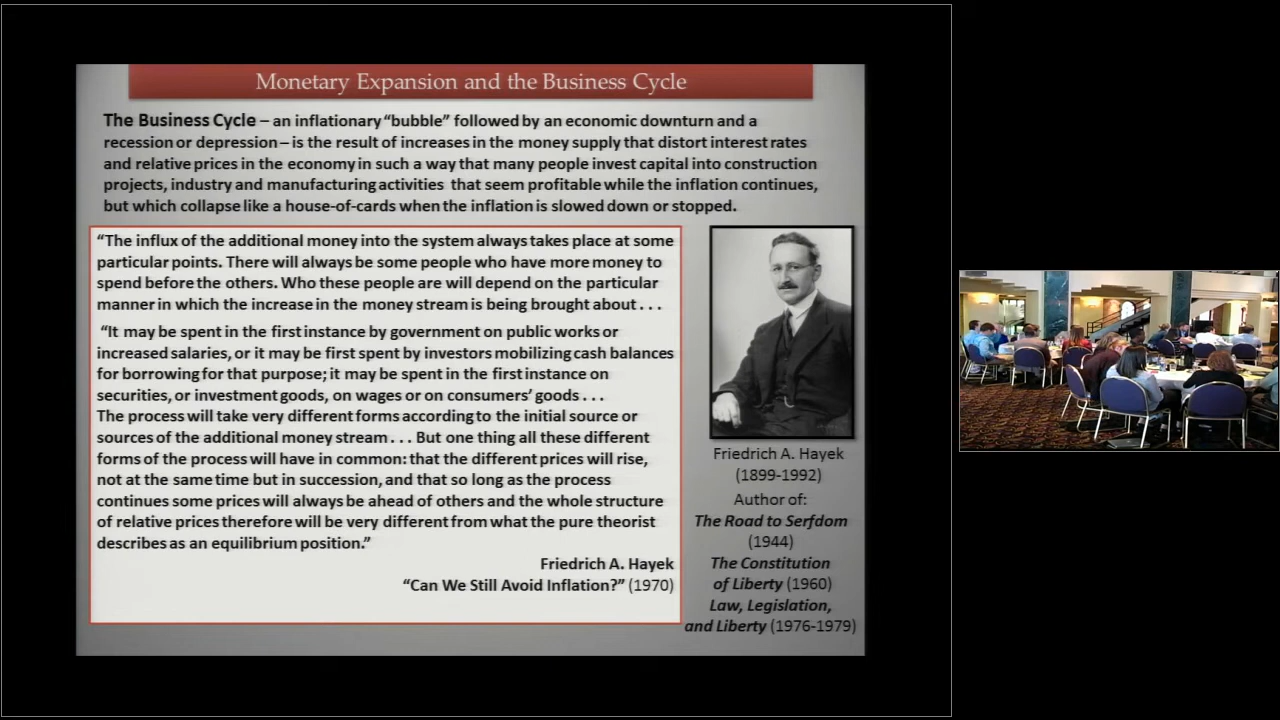 Monetary Expansion and the Business Cycle
The Business Cycle – an inflationary “bubble” followed by an economic downturn and a
recession or depression – is the result of increases in the money supply that distort interest rates
and relative prices in the economy in such a way that many people invest capital into construction
projects, industry and manufacturing activities that seem profitable while the inflation continues,
but which collapse like a house-of-cards when the inflation is slowed down or stopped.
“The influx of the additional money into the system always takes place at some
particular points. There will always be some people who have more money to
spend before the others. Who these people are will depend on the particular
manner in which the increase in the money stream is being brought about . . .
“It may be spent in the first instance by government on public works or
increased salaries, or it may be first spent by investors mobilizing cash balances
for borrowing for that purpose; it may be spent in the first instance on
securities, or investment goods, on wages or on consumers’ goods . . .
The process will take very different forms according to the initial source or
sources of the additional money stream . . . But one thing all these different
forms of the process will have in common: that the different prices will rise,
not at the same time but in succession, and that so long as the process
continues some prices will always be ahead of others and the whole structure
of relative prices therefore will be very different from what the pure theorist
describes as an equilibrium position.”
Friedrich A. Hayek
“Can We Still Avoid Inflation?” (1970)
Friedrich A. Hayek
(1899-1992)
Author of:
The Road to Serfdom
(1944)
The Constitution
of Liberty (1960)
Law, Legislation,
and Liberty (1976-1979)